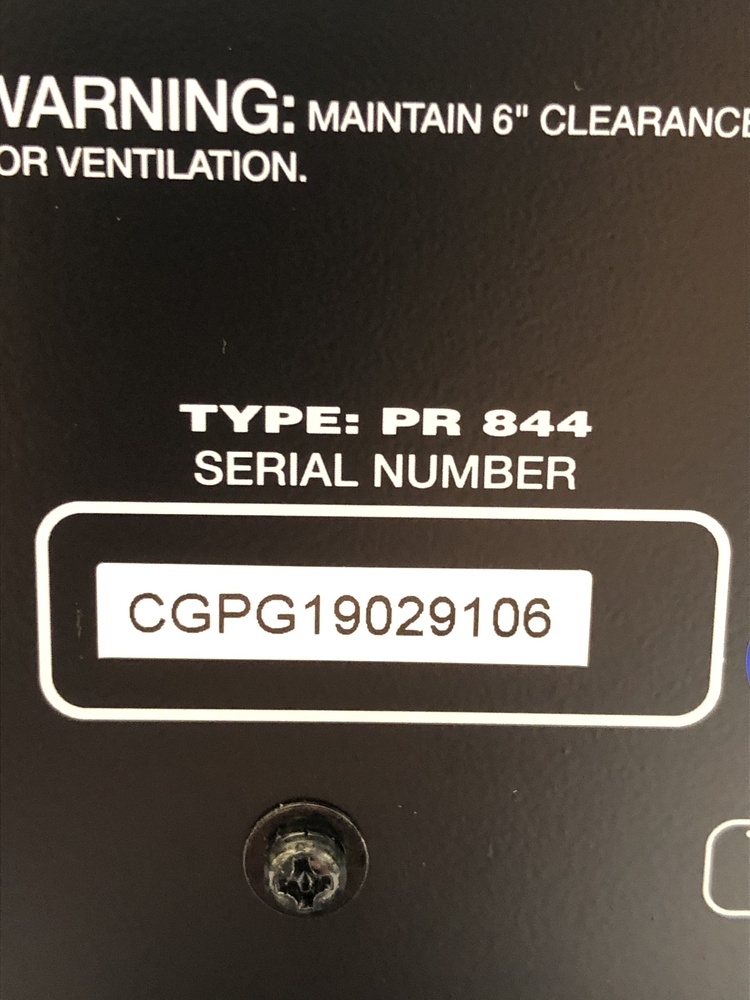 WARNING: MAINTAIN 6" CLEARANCE
OR VENTILATION.
TYPE: PR 844
SERIAL NUMBER
CGPG19029106